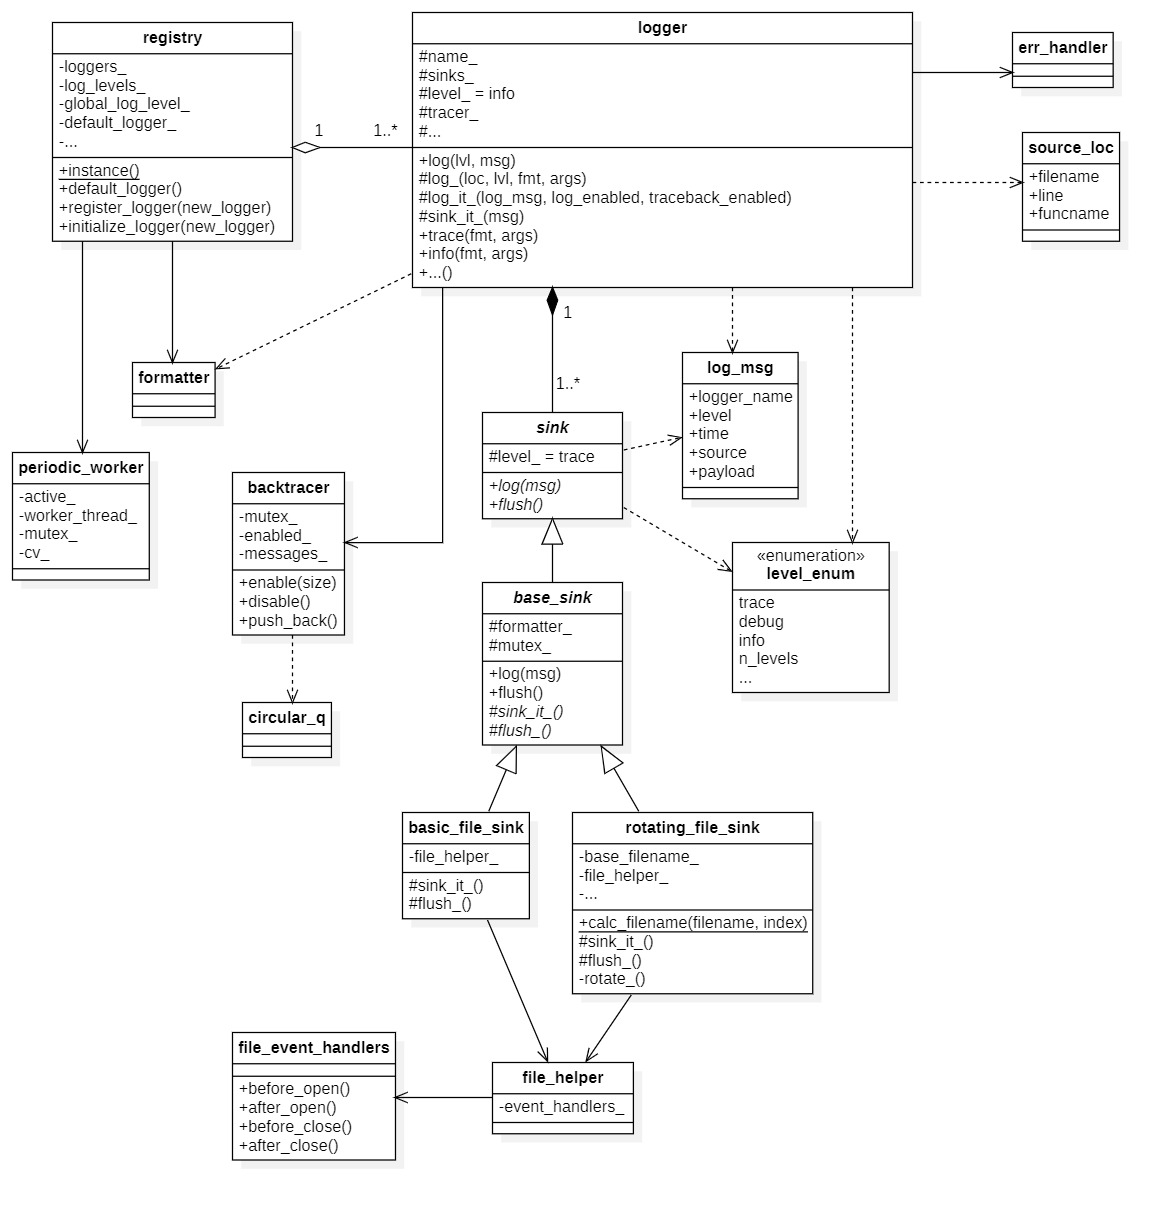 registry
-loggers_
-log_levels_
-global_log_level_
-default_logger_
-...
+instance()
+default_logger()
+register_logger(new_logger)
+initialize_logger(new_logger)
1
1..*
logger
#name_
#sinks_
#level_ = info
#tracer_
#...
+log(lvl, msg)
#log_(loc, lvl, fmt, args)
#log_it_(log_msg, log_enabled, traceback_enabled)
#sink_it_(msg)
+trace(fmt, args)
+info(fmt, args)
+...()
err_handler
source_loc
+filename
+line
+funcname
1
1..*
formatter
log_msg
+logger_name
+level
+time
+source
+payload
sink
#level_ = trace
+log(msg)
+flush()
periodic_worker
-active_
-worker_thread_
-mutex_
-cv_
backtracer
-mutex_
-enabled_
-messages_
+enable(size)
+disable()
+push_back()
«enumeration»
level_enum
trace
debug
info
n_levels
...
base_sink
#formatter_
#mutex_
+log(msg)
+flush()
#sink_it_()
#flush_()
circular_q
basic_file_sink
-file_helper_
#sink_it_()
#flush_()
rotating_file_sink
-base_filename_
-file_helper_
-...
+calc_filename(filename, index)
#sink_it_()
#flush_()
-rotate_()
file_event_handlers
+before_open()
+after_open()
+before_close()
+after_close()
file_helper
-event_handlers_